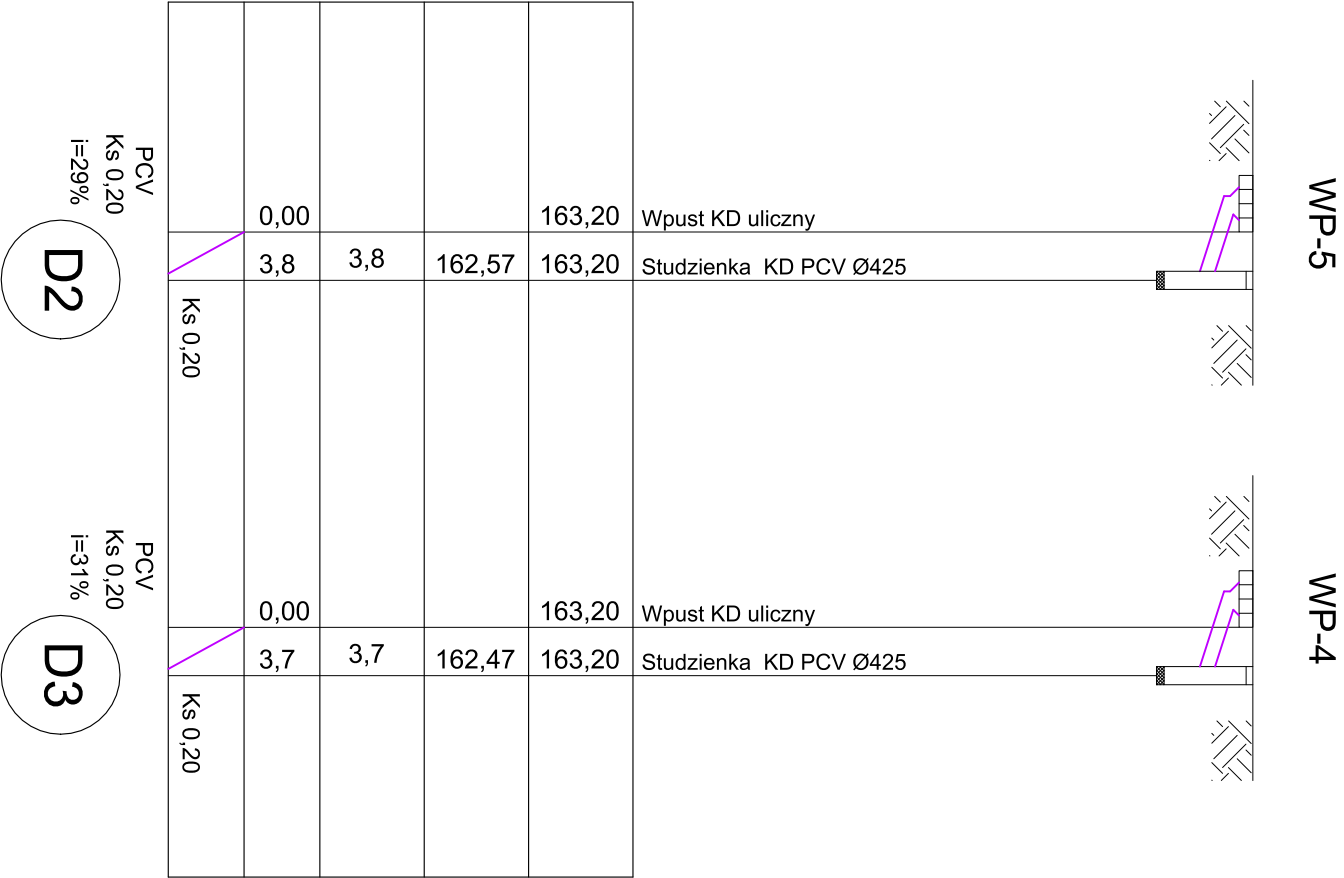 WP-5
0,00
163,20
Wpust KD uliczny
3,8
3,8
162,57
163,20
Studzienka KD PCV Ø425
Ks 0,20
PCV
Ks 0,20
i=29%
D2
WP-4
0,00
163,20
Wpust KD uliczny
3,7
3,7
162,47
163,20
Studzienka KD PCV Ø425
Ks 0,20
PCV
Ks 0,20
i=31%
D3